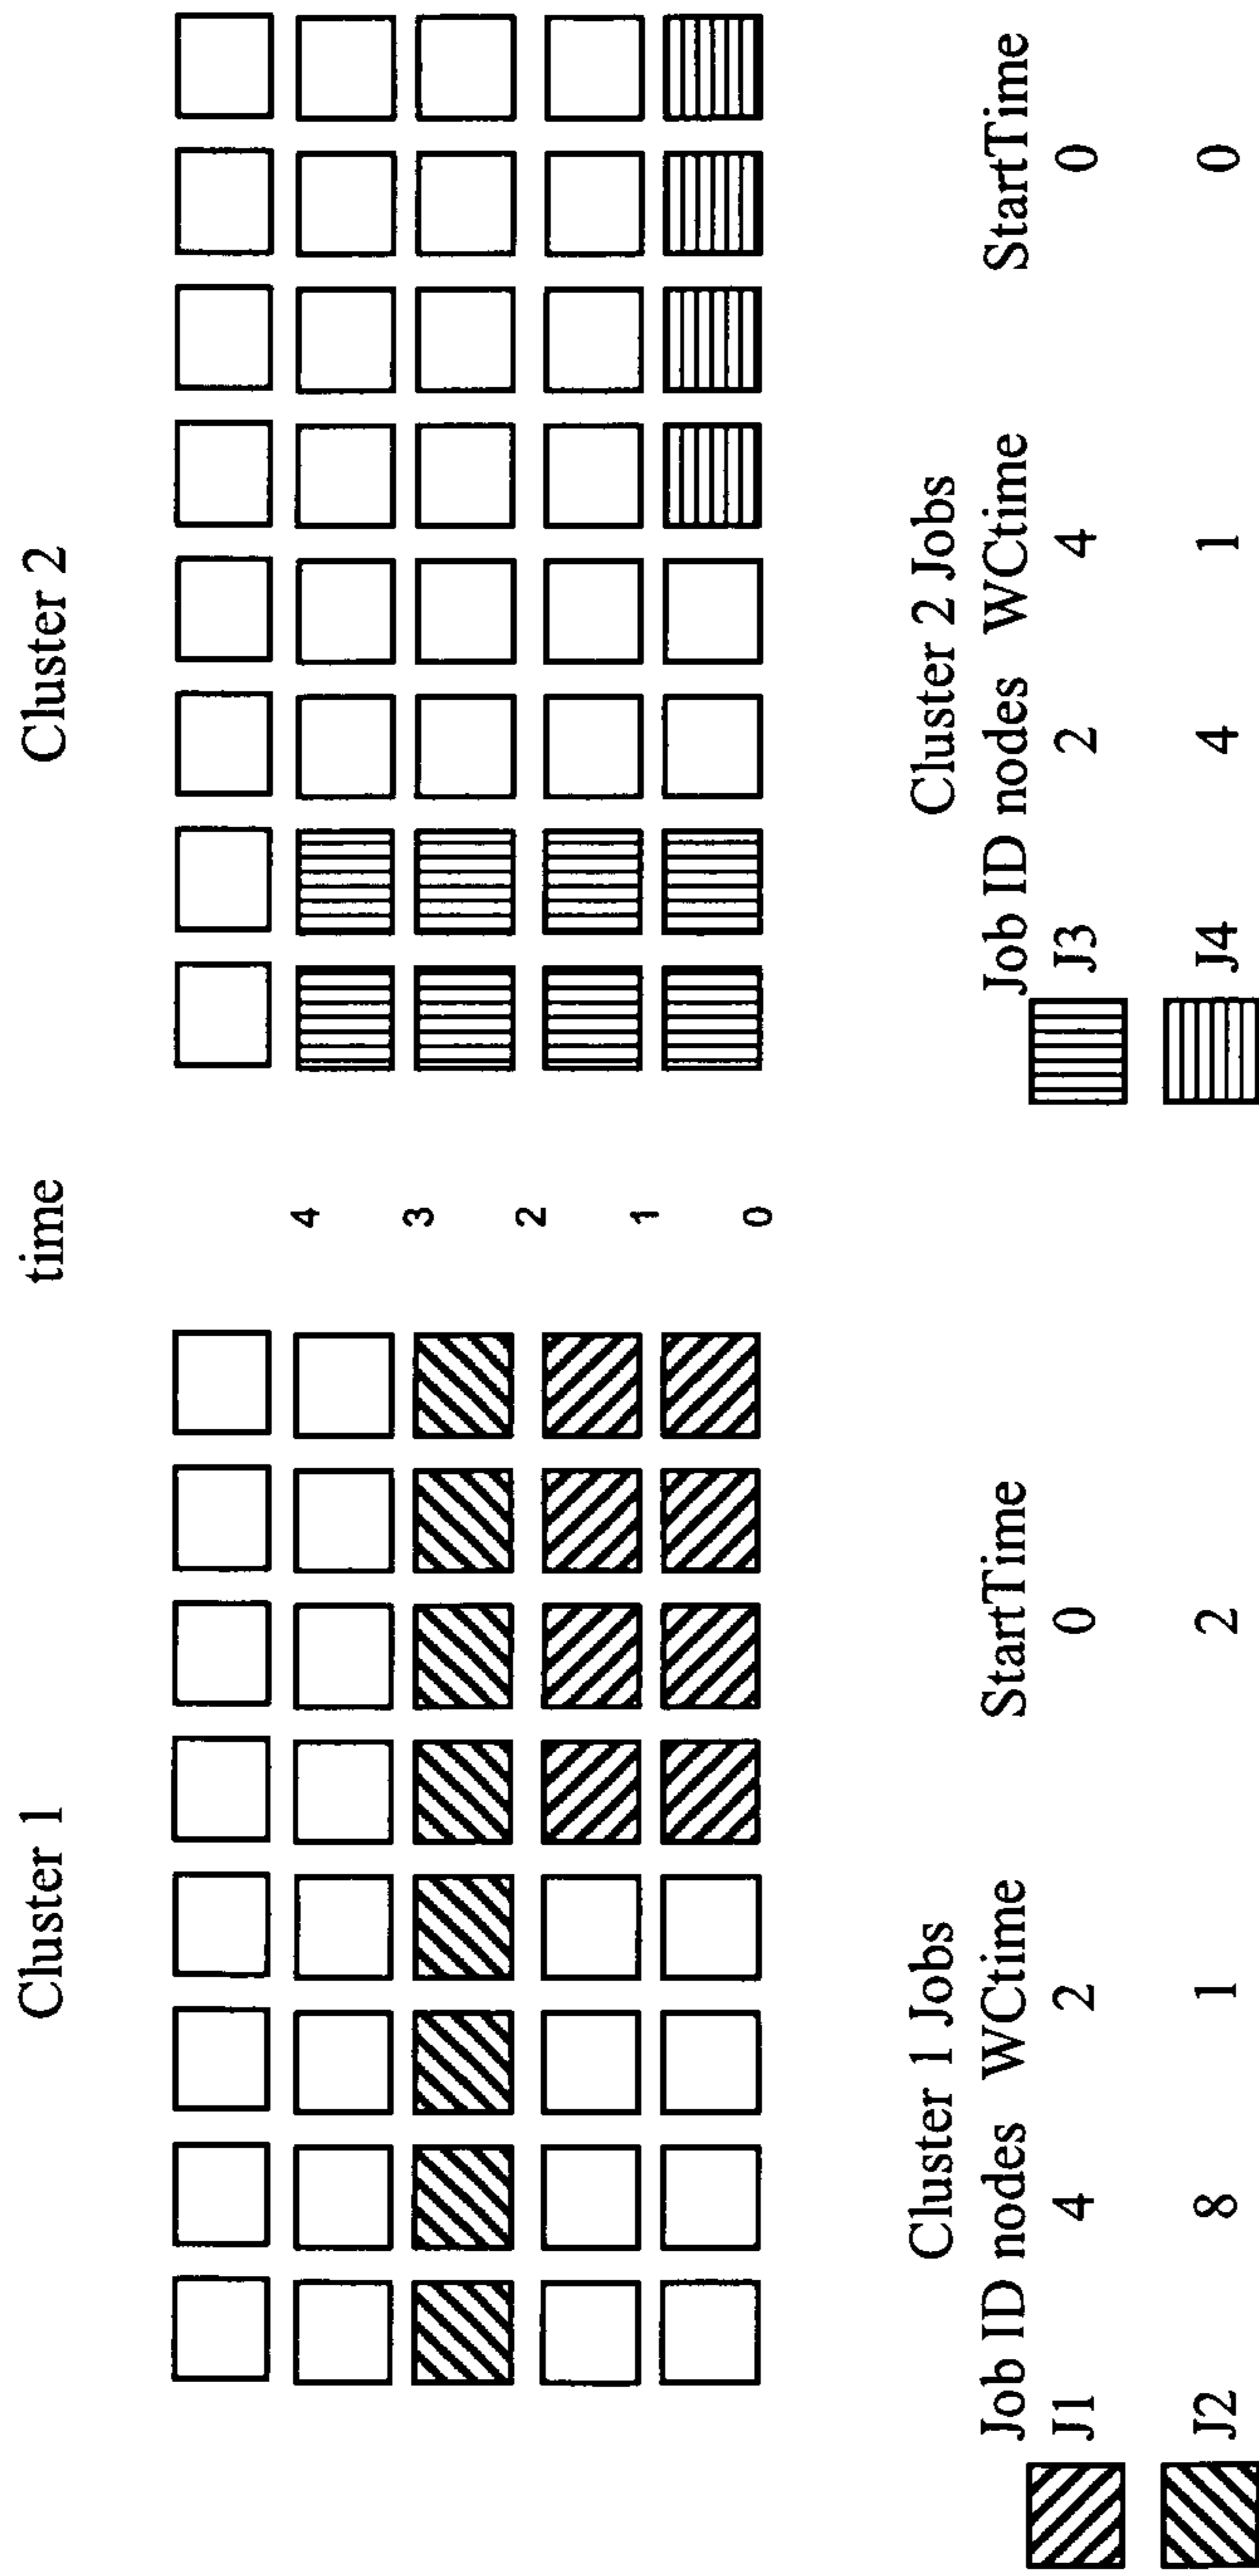 Cluster 1 time Cluster 2
4
3
2
1
0
Cluster 1 Jobs
Job ID nodes WCtime StartTime
J1 4 2 0
J2 8 1 2
Cluster 2 Jobs
Job ID nodes WCtime StartTime
J3 2 4 0
J4 4 1 0